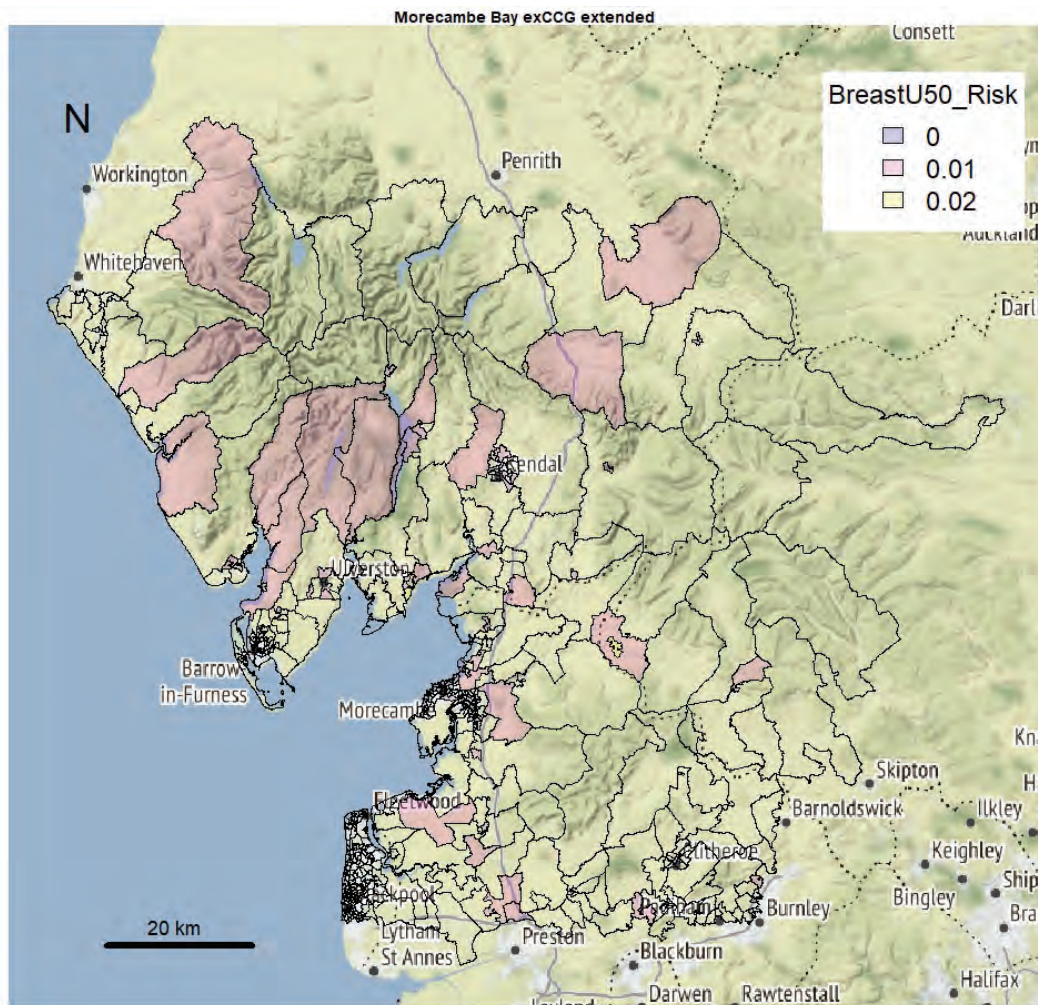 Morecambe Bay exCCG extended
Consett
BreastU50_Risk
0
0.01
0.02
N
Penrith
Workington
Auckland
Whitehaven
Kendal
Ulverston
Barrow
in-Furness
Morecambe
Skipton
Fleetwood
Barnoldswick
Ilkley
Clitheroe
Keighley
Bingley
Padiham
Burnley
20 km
Lytham
St Annes
Preston
Blackburn
Halifax
Darwen
Rawtenstall